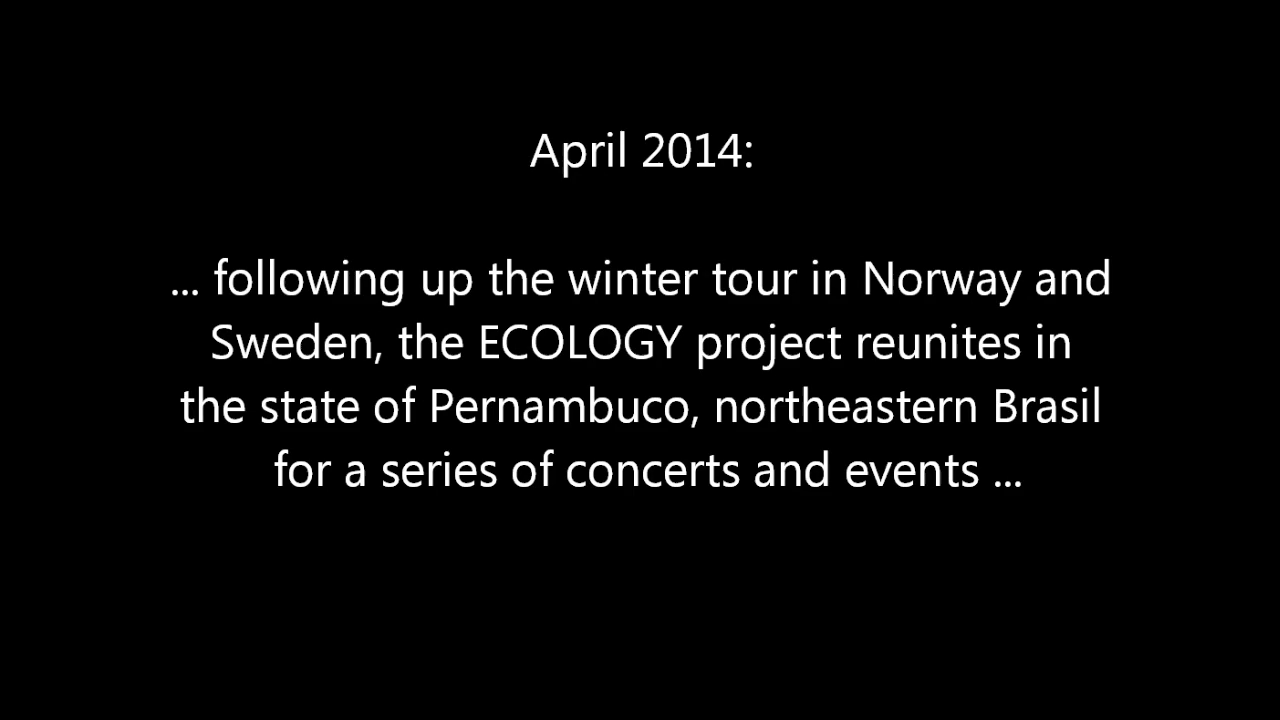 April 2014:
... following up the winter tour in Norway and
Sweden, the ECOLOGY project reunites in
the state of Pernambuco, northeastern Brasil
for a series of concerts and events ...